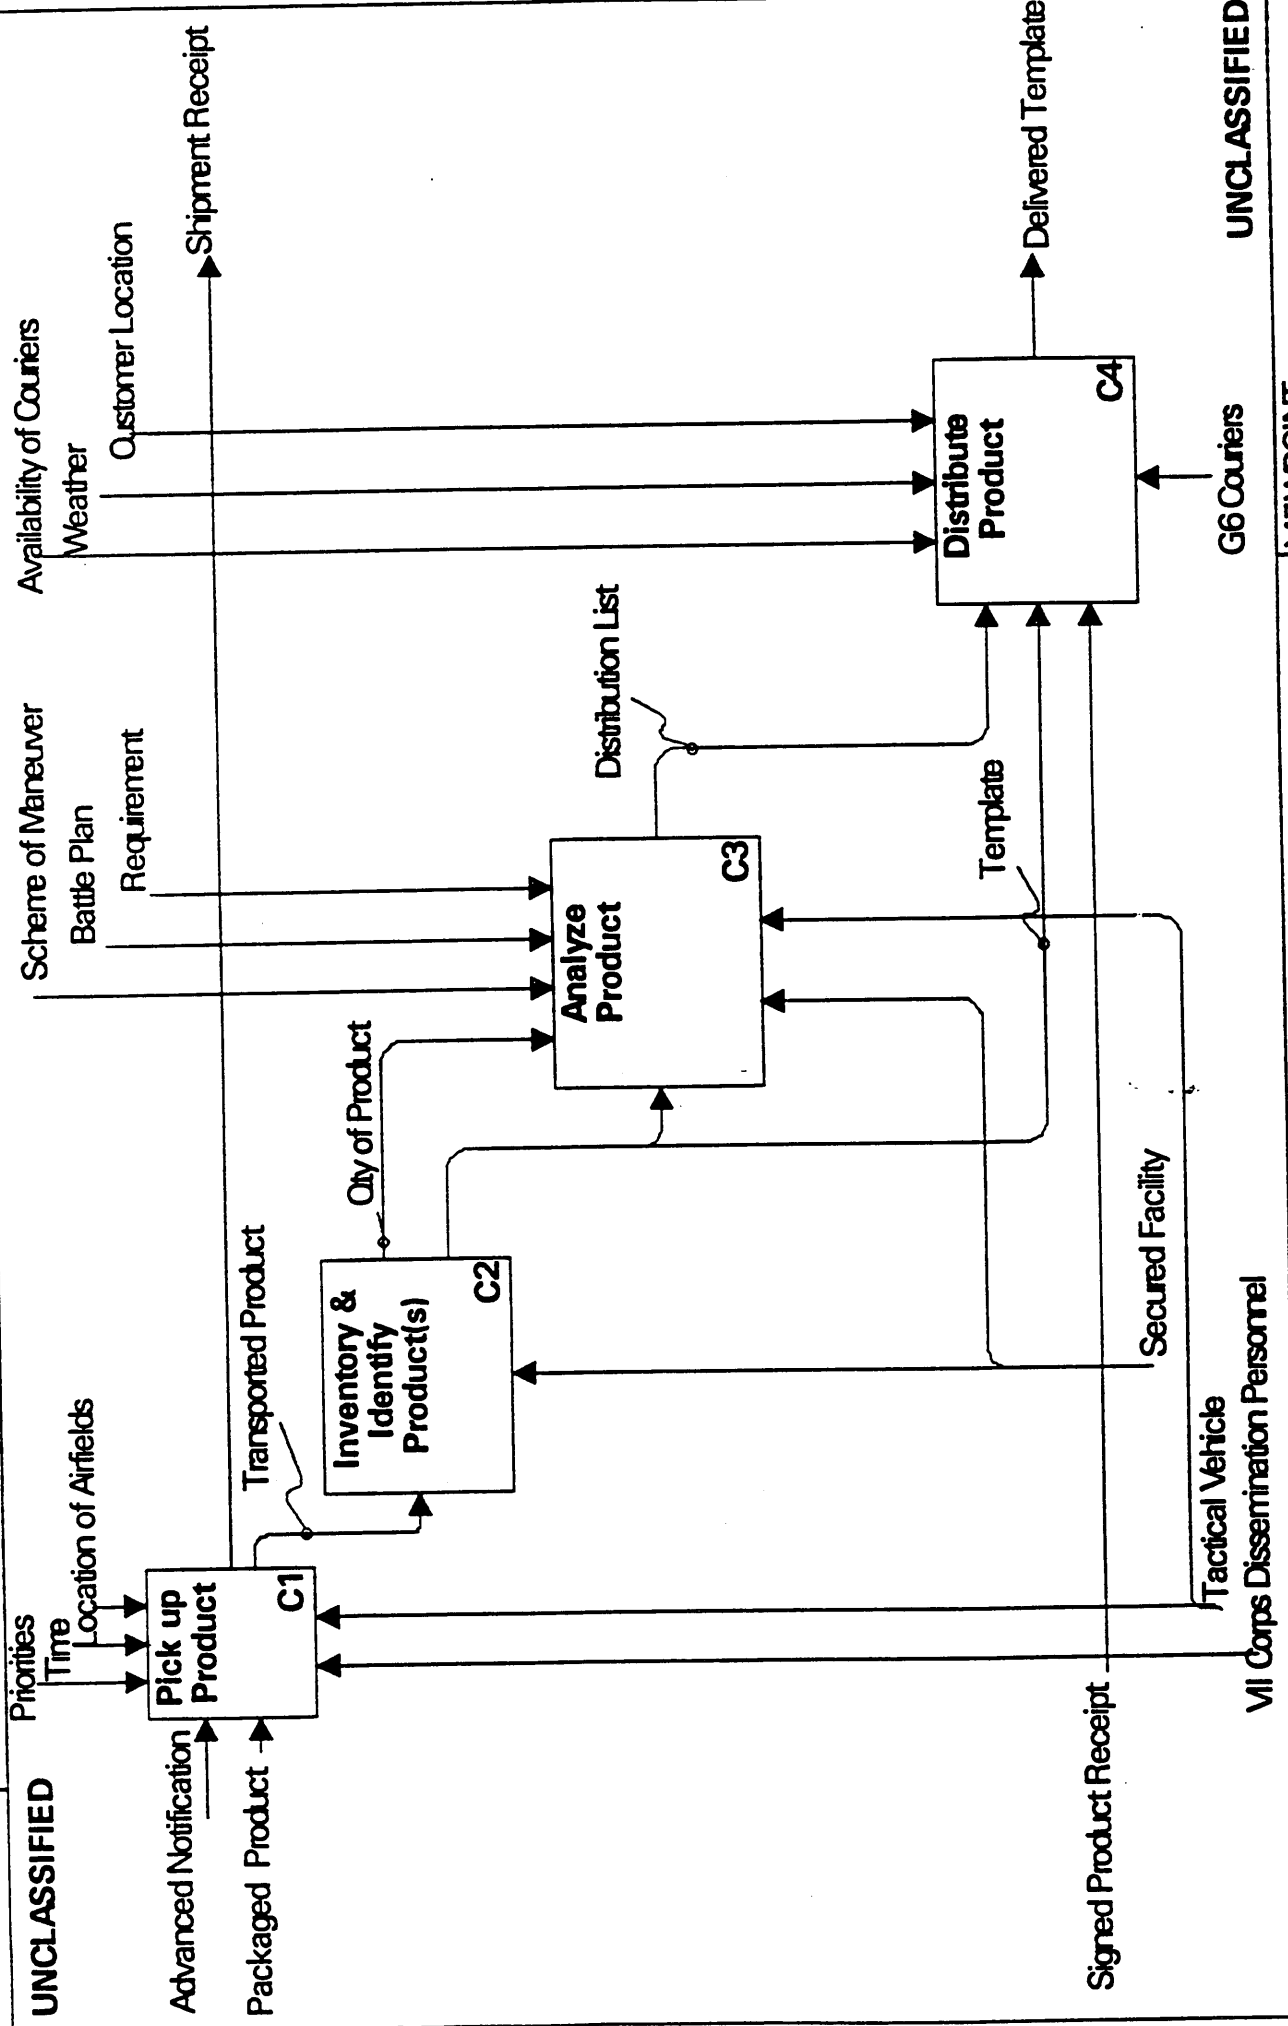 UNCLASSIFIED
Priorities
Time
Location of Airfields
Scheme of Maneuver
Battle Plan
Requirement
Availability of Couriers
Weather
Customer Location
Advanced Notification
Packaged Product
Pick up
Product
C1
Shipment Receipt
Transported Product
Inventory &
Identify
Product(s)
C2
Qty of Product
Analyze
Product
C3
Distribution List
Template
Distribute
Product
C4
Delivered Template
Signed Product Receipt
Secured Facility
Tactical Vehicle
VII Corps Dissemination Personnel
G6 Couriers
UNCLASSIFIED